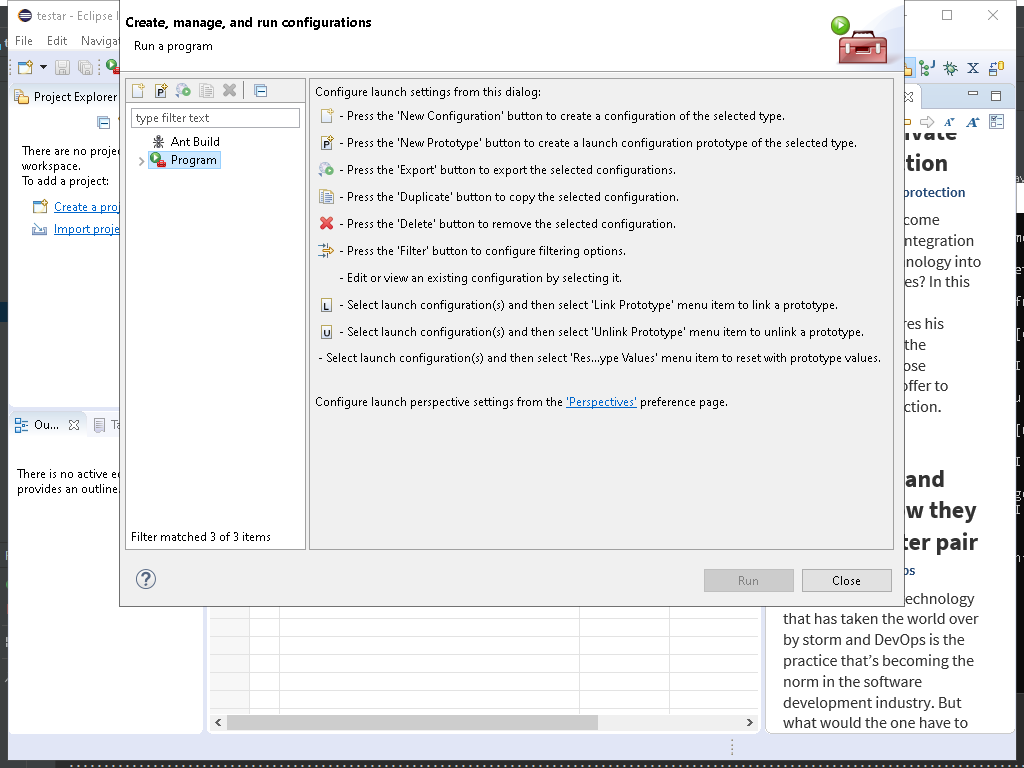 testar - Eclipse I
File Edit Navigat
Project Explorer
There are no projec
workspace.
To add a project:
Create a proj
Import proje
Ou...
Ta
There is no active ed
provides an outline.
Create, manage, and run configurations
Run a program
type filter text
Ant Build
Program
Filter matched 3 of 3 items
Configure launch settings from this dialog:
- Press the 'New Configuration' button to create a configuration of the selected type.
- Press the 'New Prototype' button to create a launch configuration prototype of the selected type.
- Press the 'Export' button to export the selected configurations.
- Press the 'Duplicate' button to copy the selected configuration.
- Press the 'Delete' button to remove the selected configuration.
- Press the 'Filter' button to configure filtering options.
- Edit or view an existing configuration by selecting it.
- Select launch configuration(s) and then select 'Link Prototype' menu item to link a prototype.
- Select launch configuration(s) and then select 'Unlink Prototype' menu item to unlink a prototype.
- Select launch configuration(s) and then select 'Res...ype Values' menu item to reset with prototype values.
Configure launch perspective settings from the 'Perspectives' preference page.
Run
Close
ivate
tion
protection
come
ntegration
nology into
es? In this
res his
the
ose
offer to
ction.
and
w they
ter pair
ps
echnology
that has taken the world over
by storm and DevOps is the
practice that's becoming the
norm in the software
development industry. But
what would the one have to